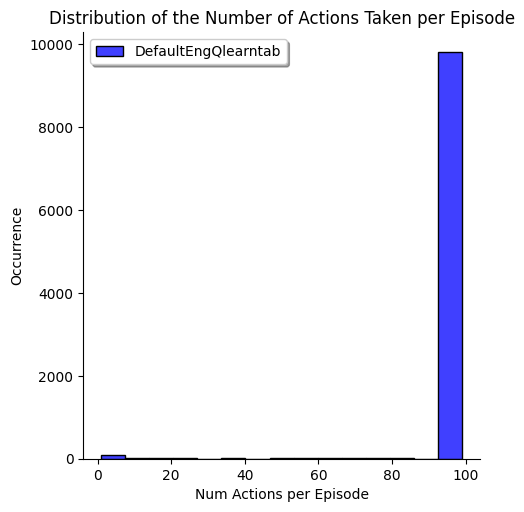 Distribution of the Number of Actions Taken per Episode
DefaultEngQlearntab
10000
8000
6000
4000
2000
0
Occurrence
0 20 40 60 80 100
Num Actions per Episode